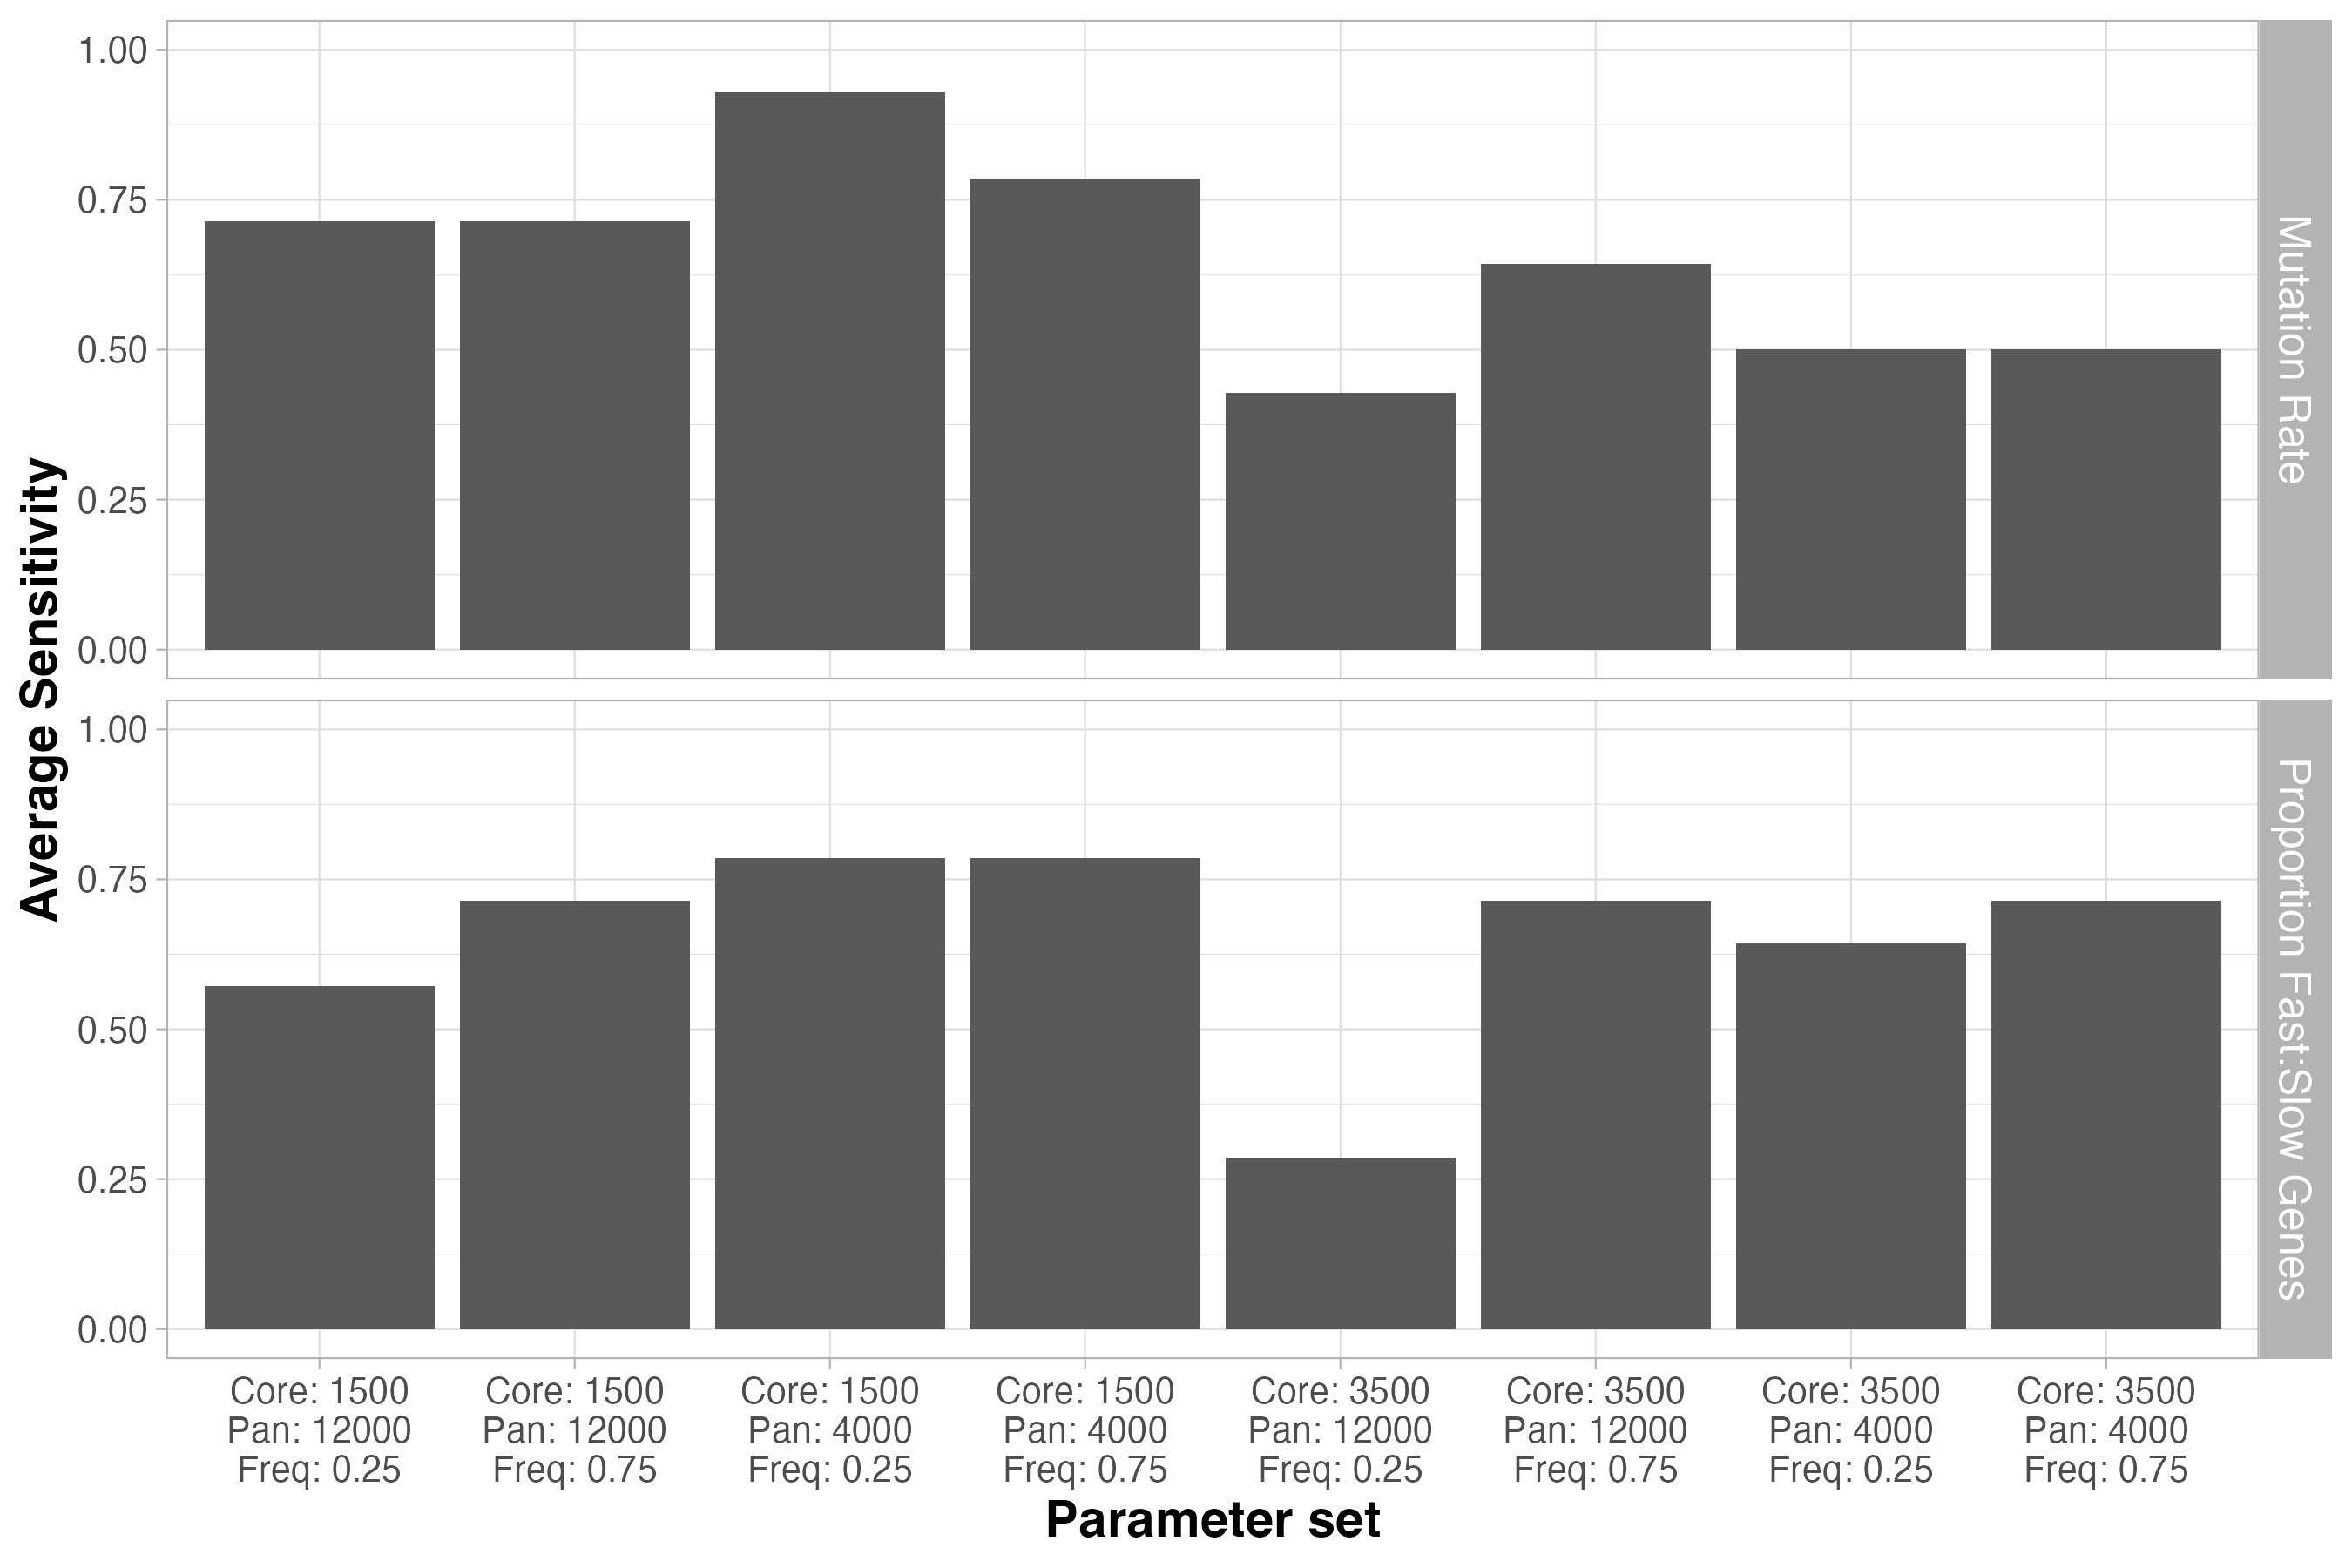 Average Sensitivity
1.00
0.75
0.50
0.25
0.00
Mutation Rate
1.00
0.75
0.50
0.25
0.00
Proportion Fast:Slow Genes
Core: 1500
Pan: 12000
Freq: 0.25
Core: 1500
Pan: 12000
Freq: 0.75
Core: 1500
Pan: 4000
Freq: 0.25
Core: 1500
Pan: 4000
Freq: 0.75
Core: 3500
Pan: 12000
Freq: 0.25
Core: 3500
Pan: 12000
Freq: 0.75
Core: 3500
Pan: 4000
Freq: 0.25
Core: 3500
Pan: 4000
Freq: 0.75
Parameter set